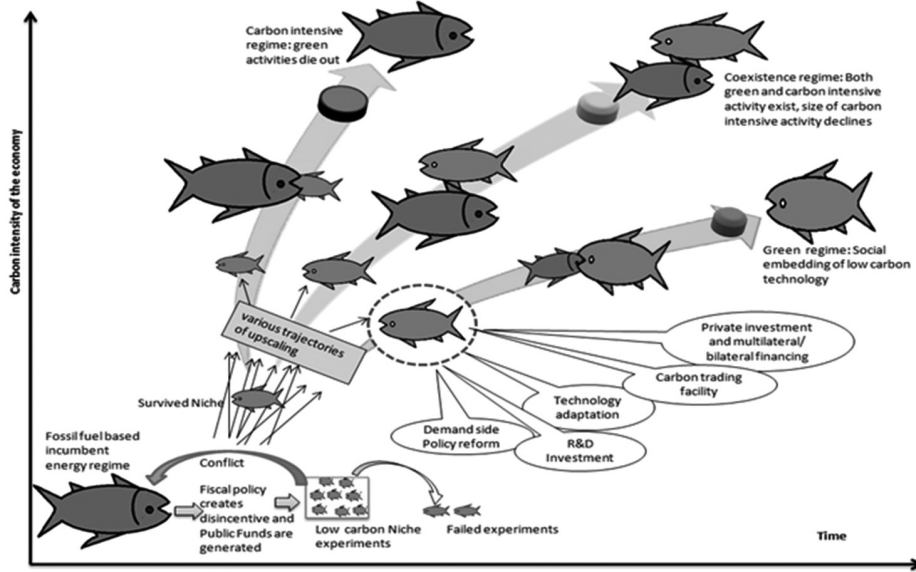 Carbon intensive
regime: green
activities die out
Coexistence regime: Both
green and carbon intensive
activity exist, size of carbon
intensive activity declines
Carbon intensity of the economy
Green regime: Social
embedding of low carbon
technology
various trajectories
of upscaling
Private investment
and multilateral/
bilateral financing
Carbon trading
facility
Technology
adaptation
Survived Niche
Demand side
Policy reform
R&D
Investment
Fossil fuel based
incumbent
energy regime
Conflict
Fiscal policy
creates
disincentive and
Public Funds are
generated
Low carbon Niche
experiments
Failed experiments
Time